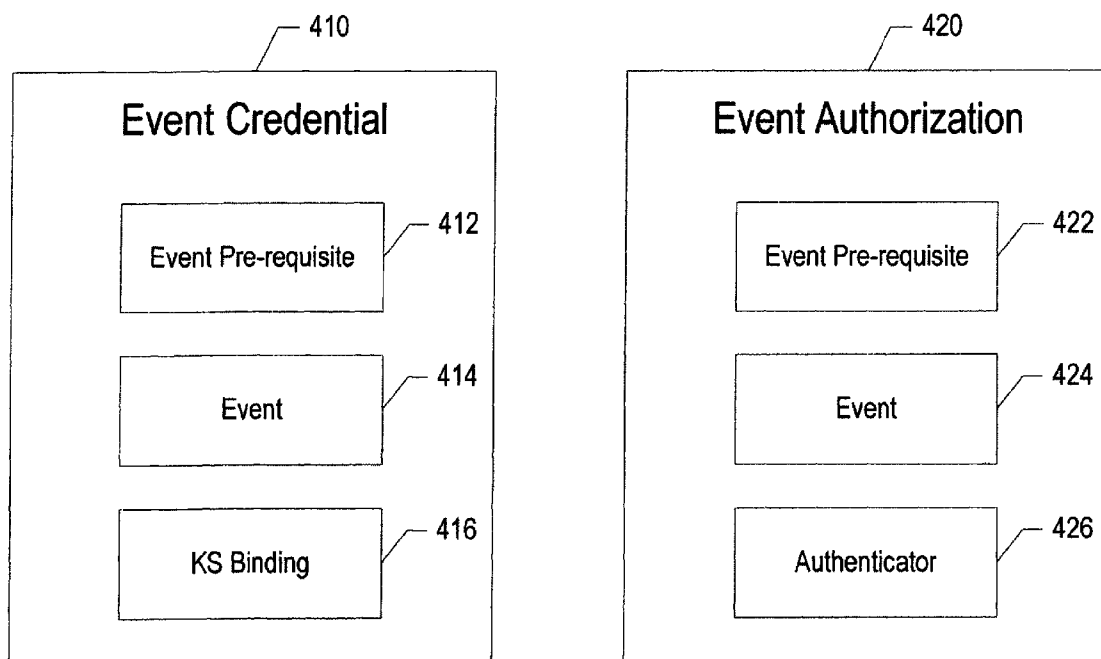 410
420
Event Credential
Event Authorization
412
Event Pre-requisite
422
Event Pre-requisite
414
Event
424
Event
416
KS Binding
426
Authenticator